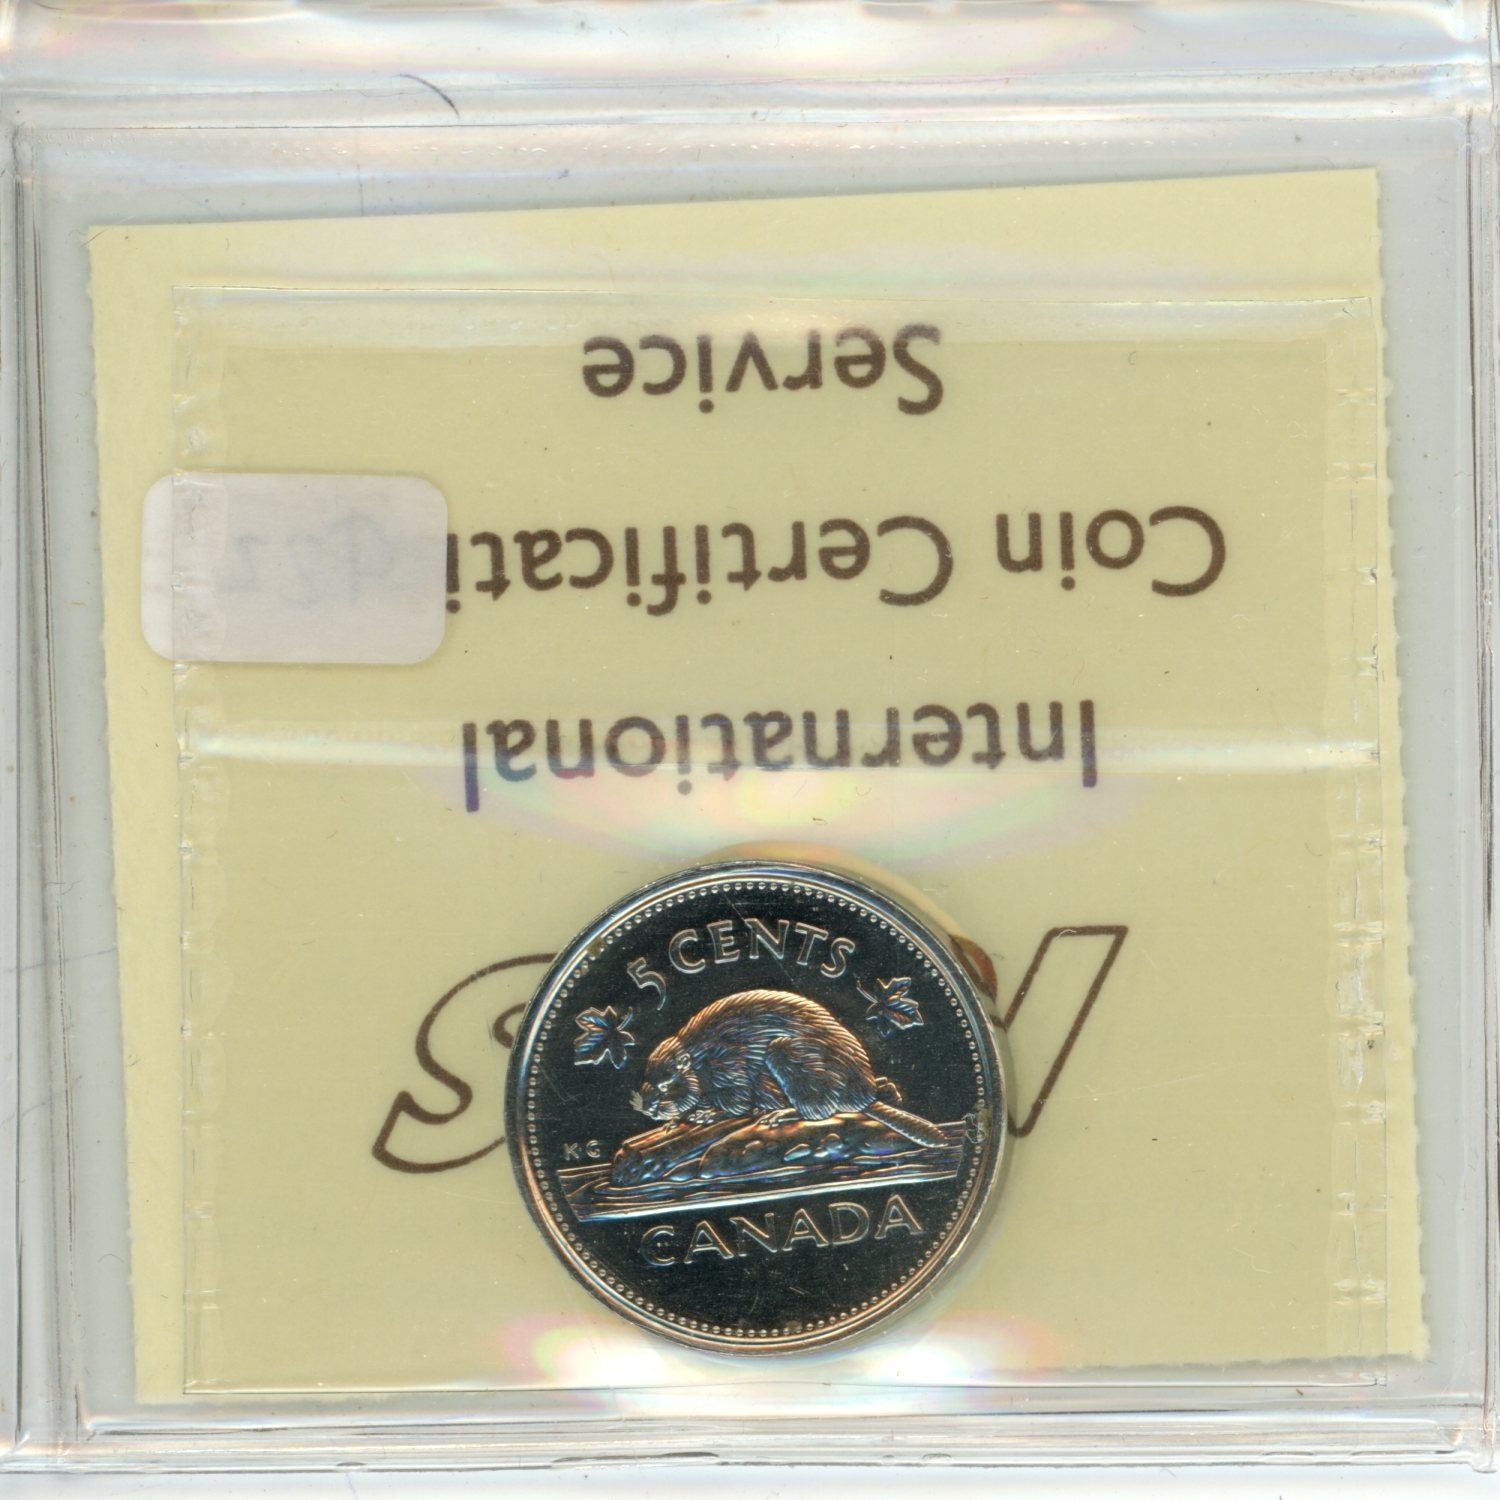 5 CENTS
KG
CANADA
International
Coin Certificati
Service